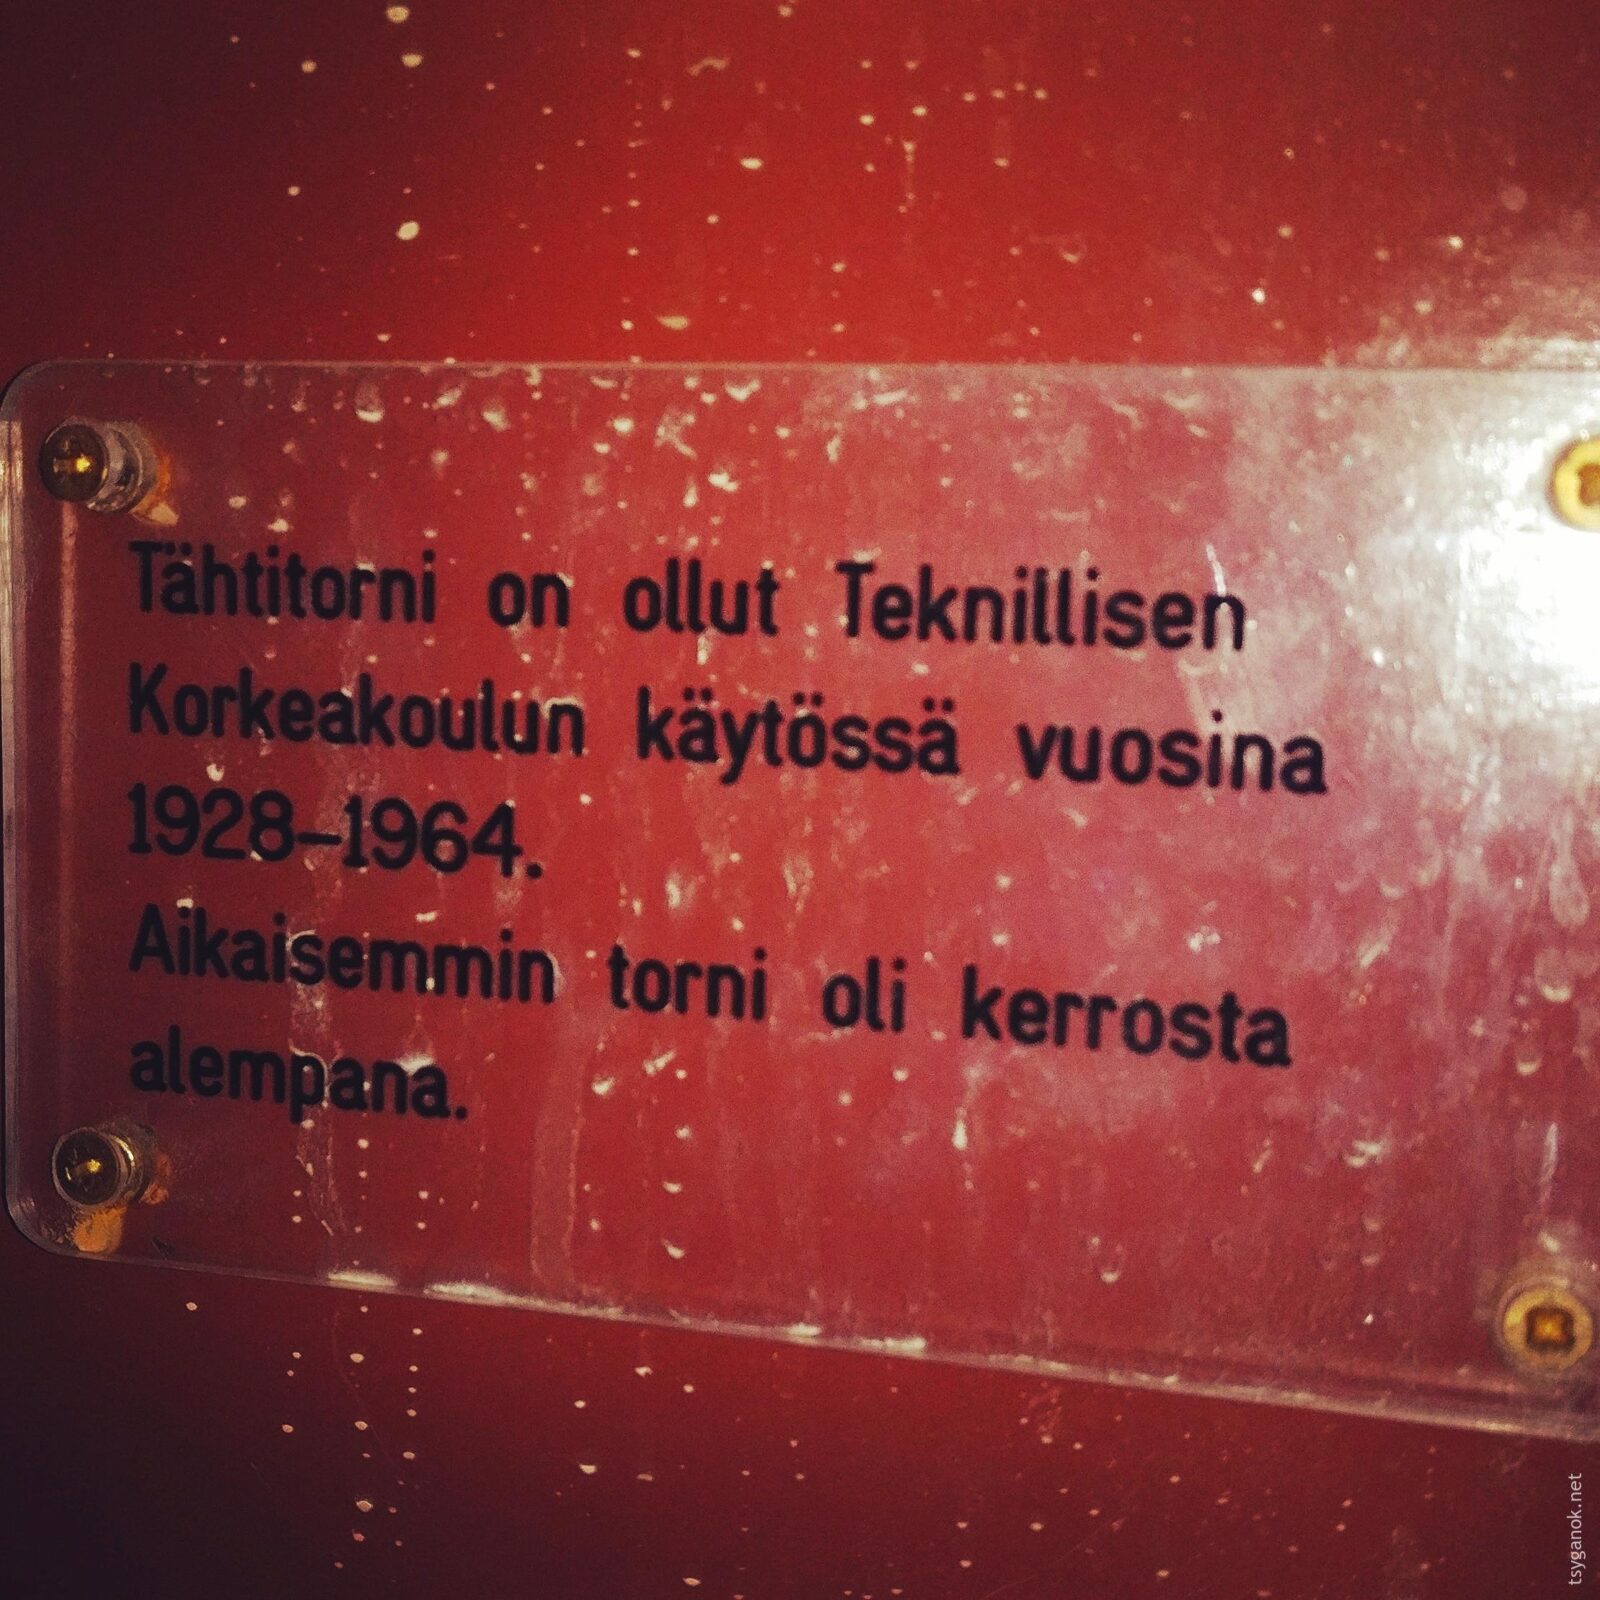 Tähtitorni on ollut Teknillisen
Korkeakoulun käytössä vuosina
1928–1964.
Aikaisemmin torni oli kerrosta
alempana.
tsyganok.net